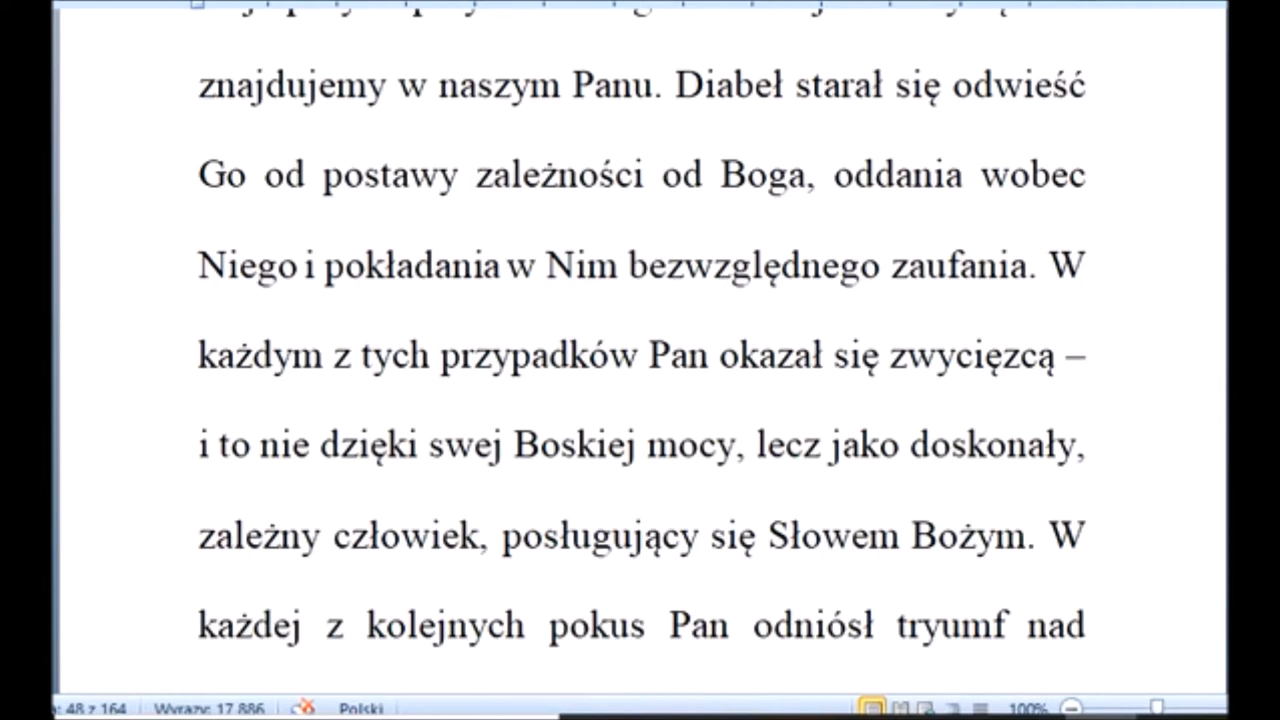 znajdujemy w naszym Panu. Diabeł starał się odwieść
Go od postawy zależności od Boga, oddania wobec
Niego i pokładania w Nim bezwzględnego zaufania. W
każdym z tych przypadków Pan okazał się zwycięzcą –
i to nie dzięki swej Boskiej mocy, lecz jako doskonały,
zależny człowiek, posługujący się Słowem Bożym. W
każdej z kolejnych pokus Pan odniósł tryumf nad
: 48 z 164 Wyrazy: 17 886 Polski 100%